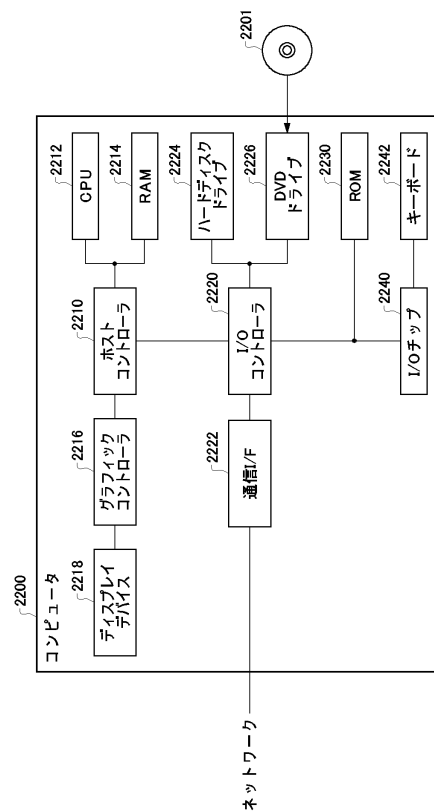 2200
コンピュータ
2218
ディスプレイ
デバイス
2216
グラフィック
コントローラ
2210
ホスト
コントローラ
2212
CPU
2214
RAM
2222
通信I/F
2220
I/O
コントローラ
2224
ハードディスク
ドライブ
2226
DVD
ドライブ
2201
2230
ROM
2240
I/Oチップ
2242
キーボード
ネットワーク